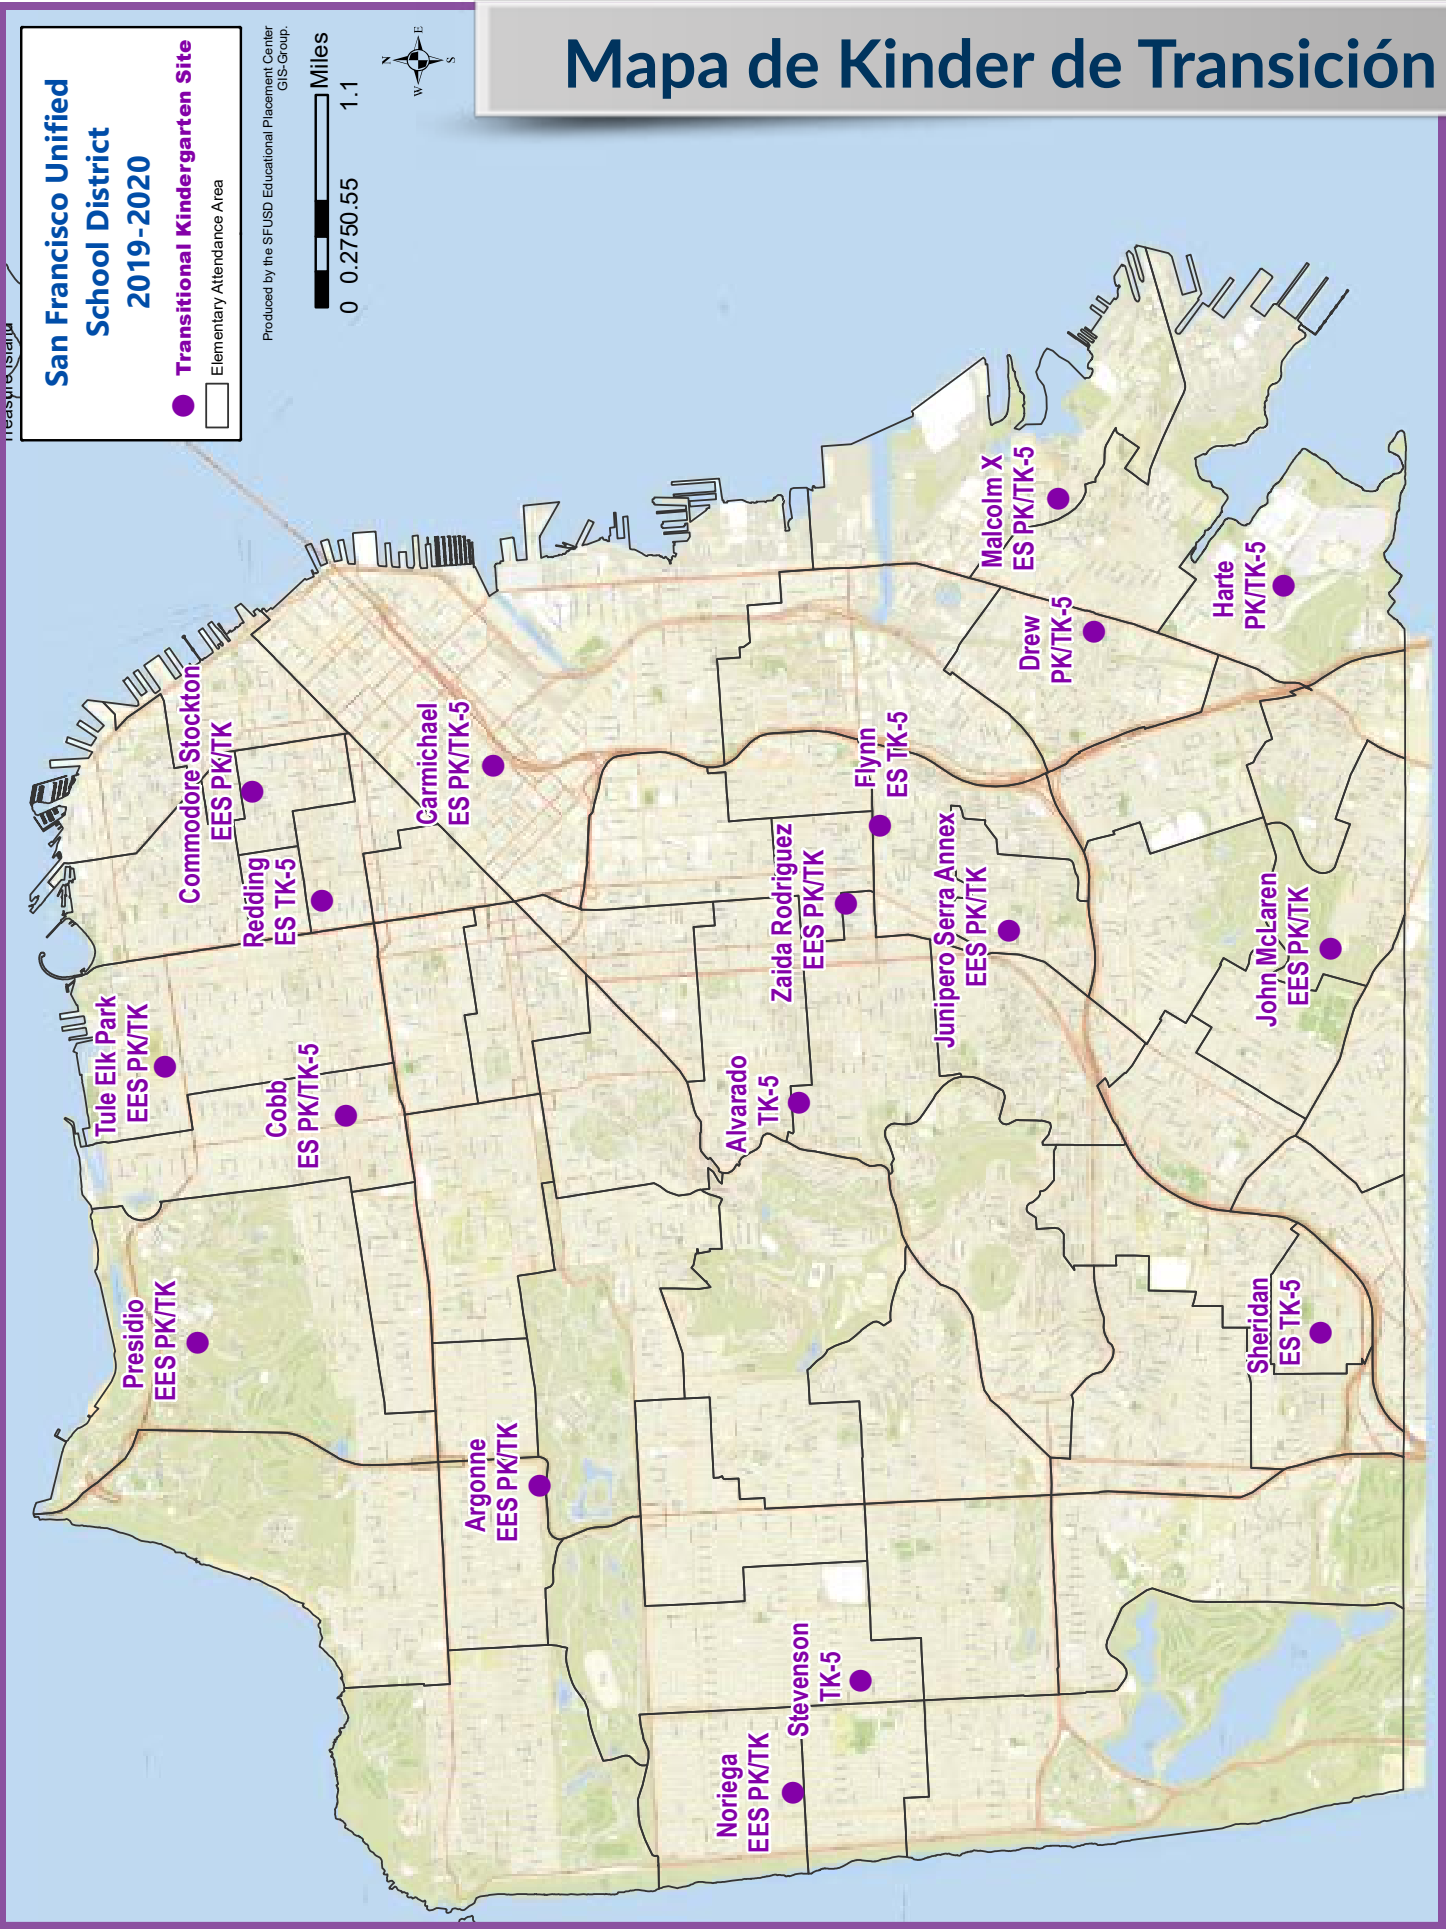 Mapa de Kinder de Transición
San Francisco Unified
School District
2019-2020
Transitional Kindergarten Site
Elementary Attendance Area
Produced by the SFUSD Educational Placement Center
GIS-Group.
Miles
0 0.275 0.55 1.1
N
E
S
W
Treasure Island
Commodore Stockton
EES PK/TK
Redding
ES TK-5
Tule Elk Park
EES PK/TK
Cobb
ES PK/TK-5
Presidio
EES PK/TK
Carmichael
ES PK/TK-5
Argonne
EES PK/TK
Malcolm X
ES PK/TK-5
Harte
PK/TK-5
Drew
PK/TK-5
Flynn
ES TK-5
Zaida Rodriguez
EES PK/TK
Junipero Serra Annex
EES PK/TK
Alvarado
TK-5
John McLaren
EES PK/TK
Sheridan
ES TK-5
Stevenson
TK-5
Noriega
EES PK/TK